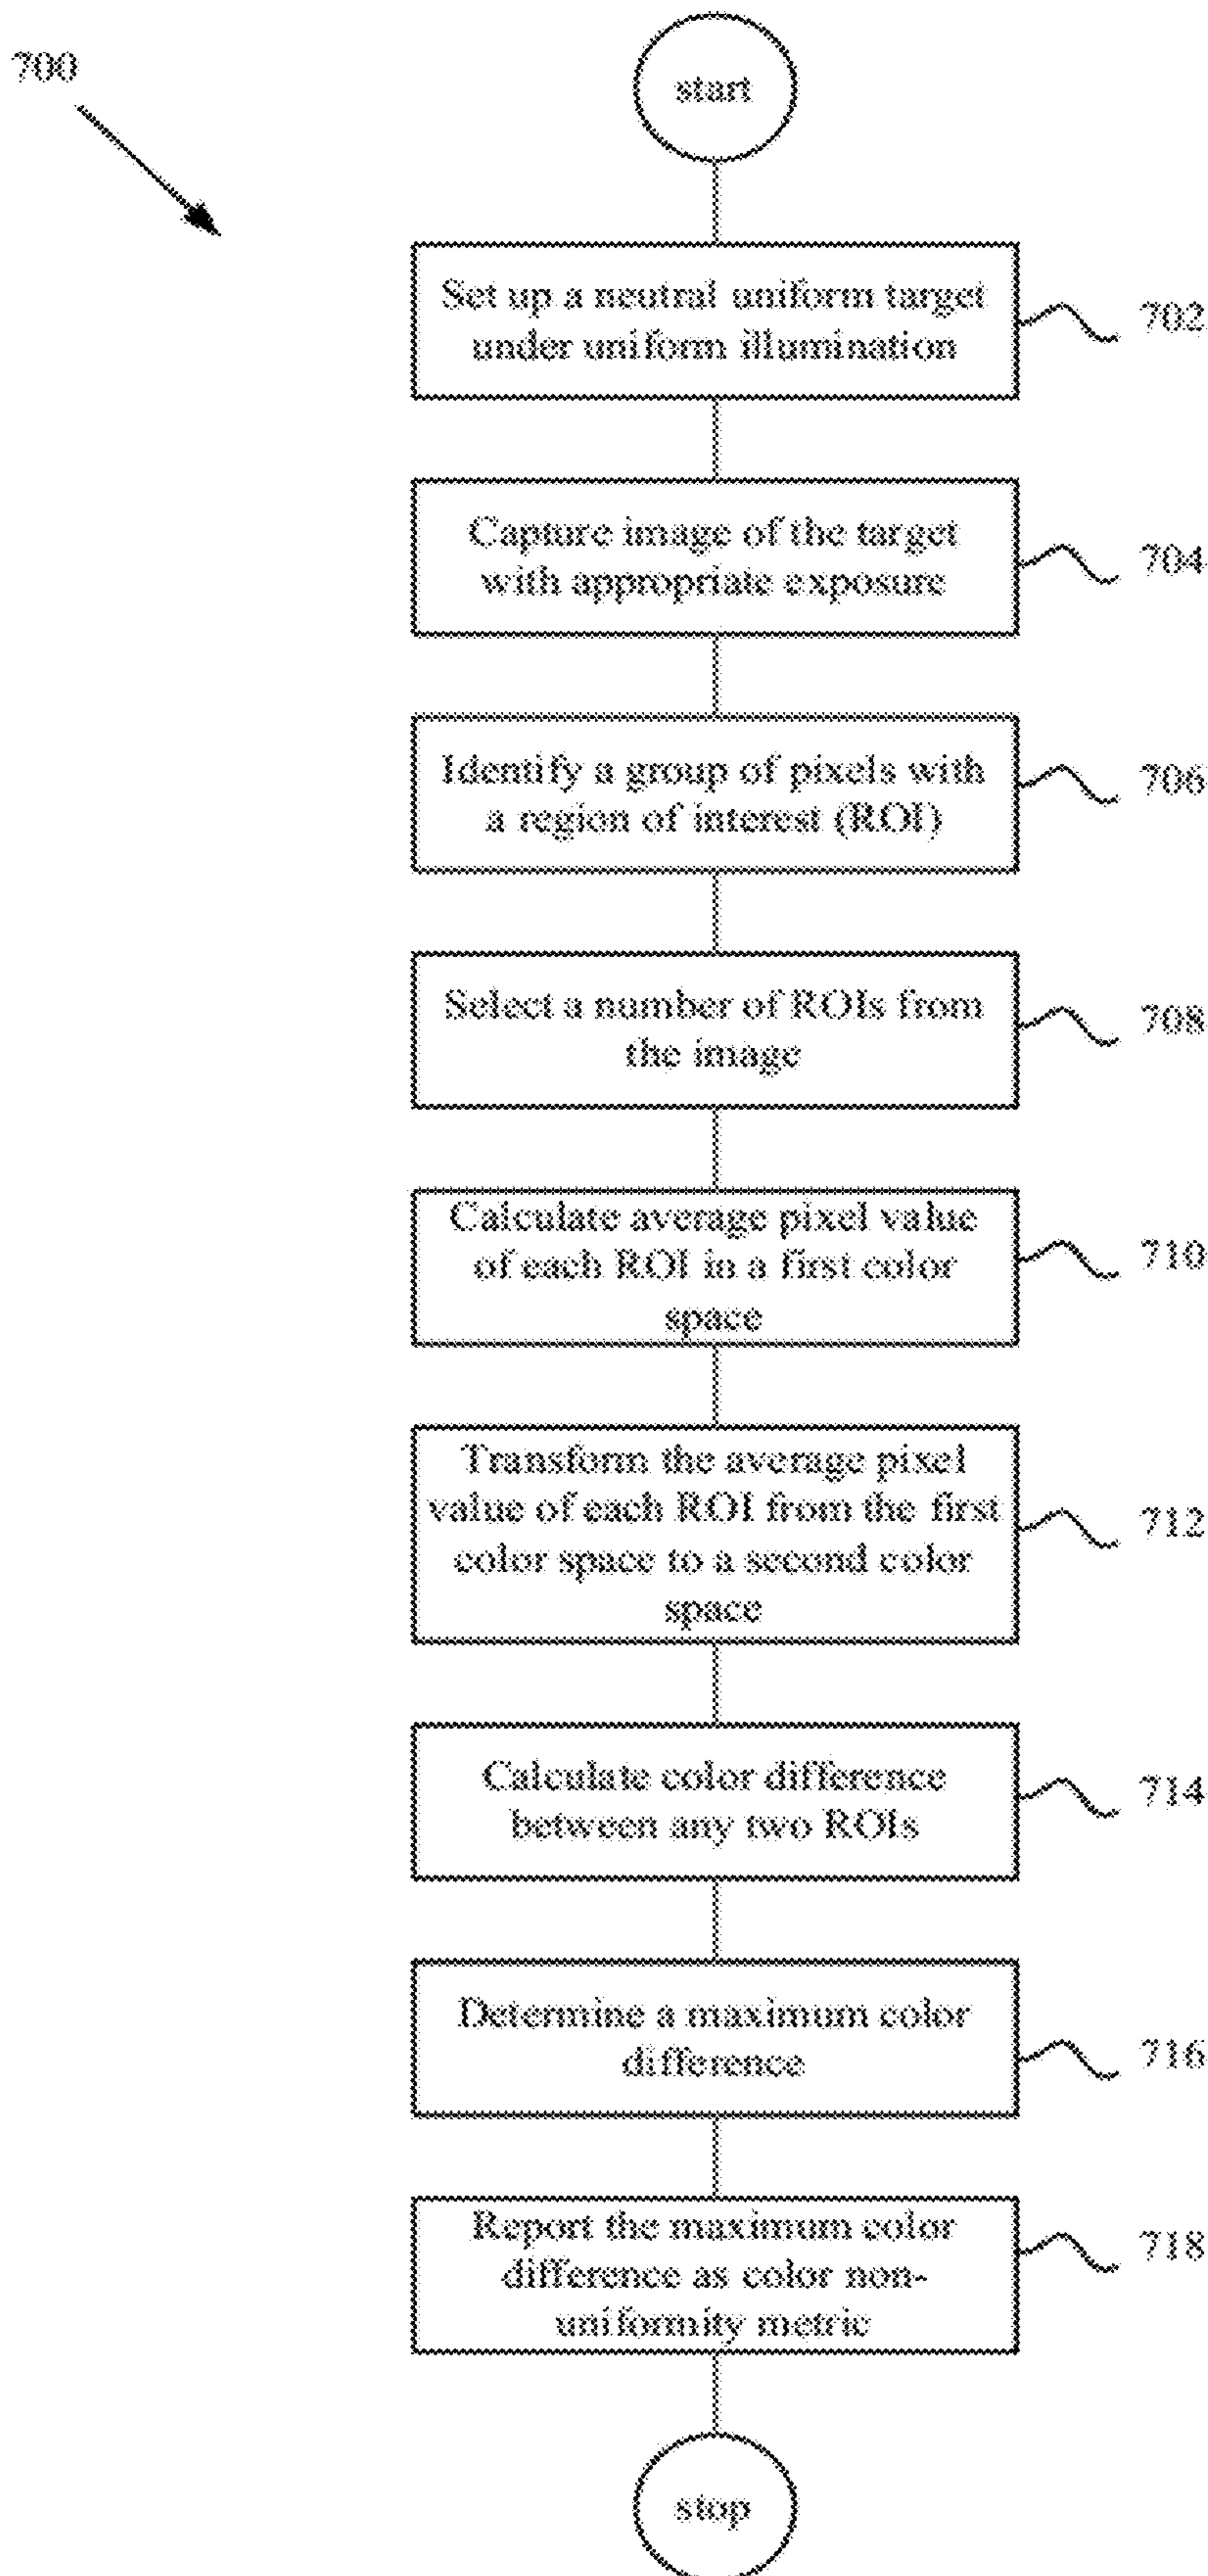 700
start
Set up a neutral uniform target
under uniform illumination
702
Capture image of the target
with appropriate exposure
704
Identify a group of pixels with
a region of interest (ROI)
706
Select a number of ROIs from
the image
708
Calculate average pixel value
of each ROI in a first color
space
710
Transform the average pixel
value of each ROI from the first
color space to a second color
space
712
Calculate color difference
between any two ROIs
714
Determine a maximum color
difference
716
Report the maximum color
difference as color non-
uniformity metric
718
stop